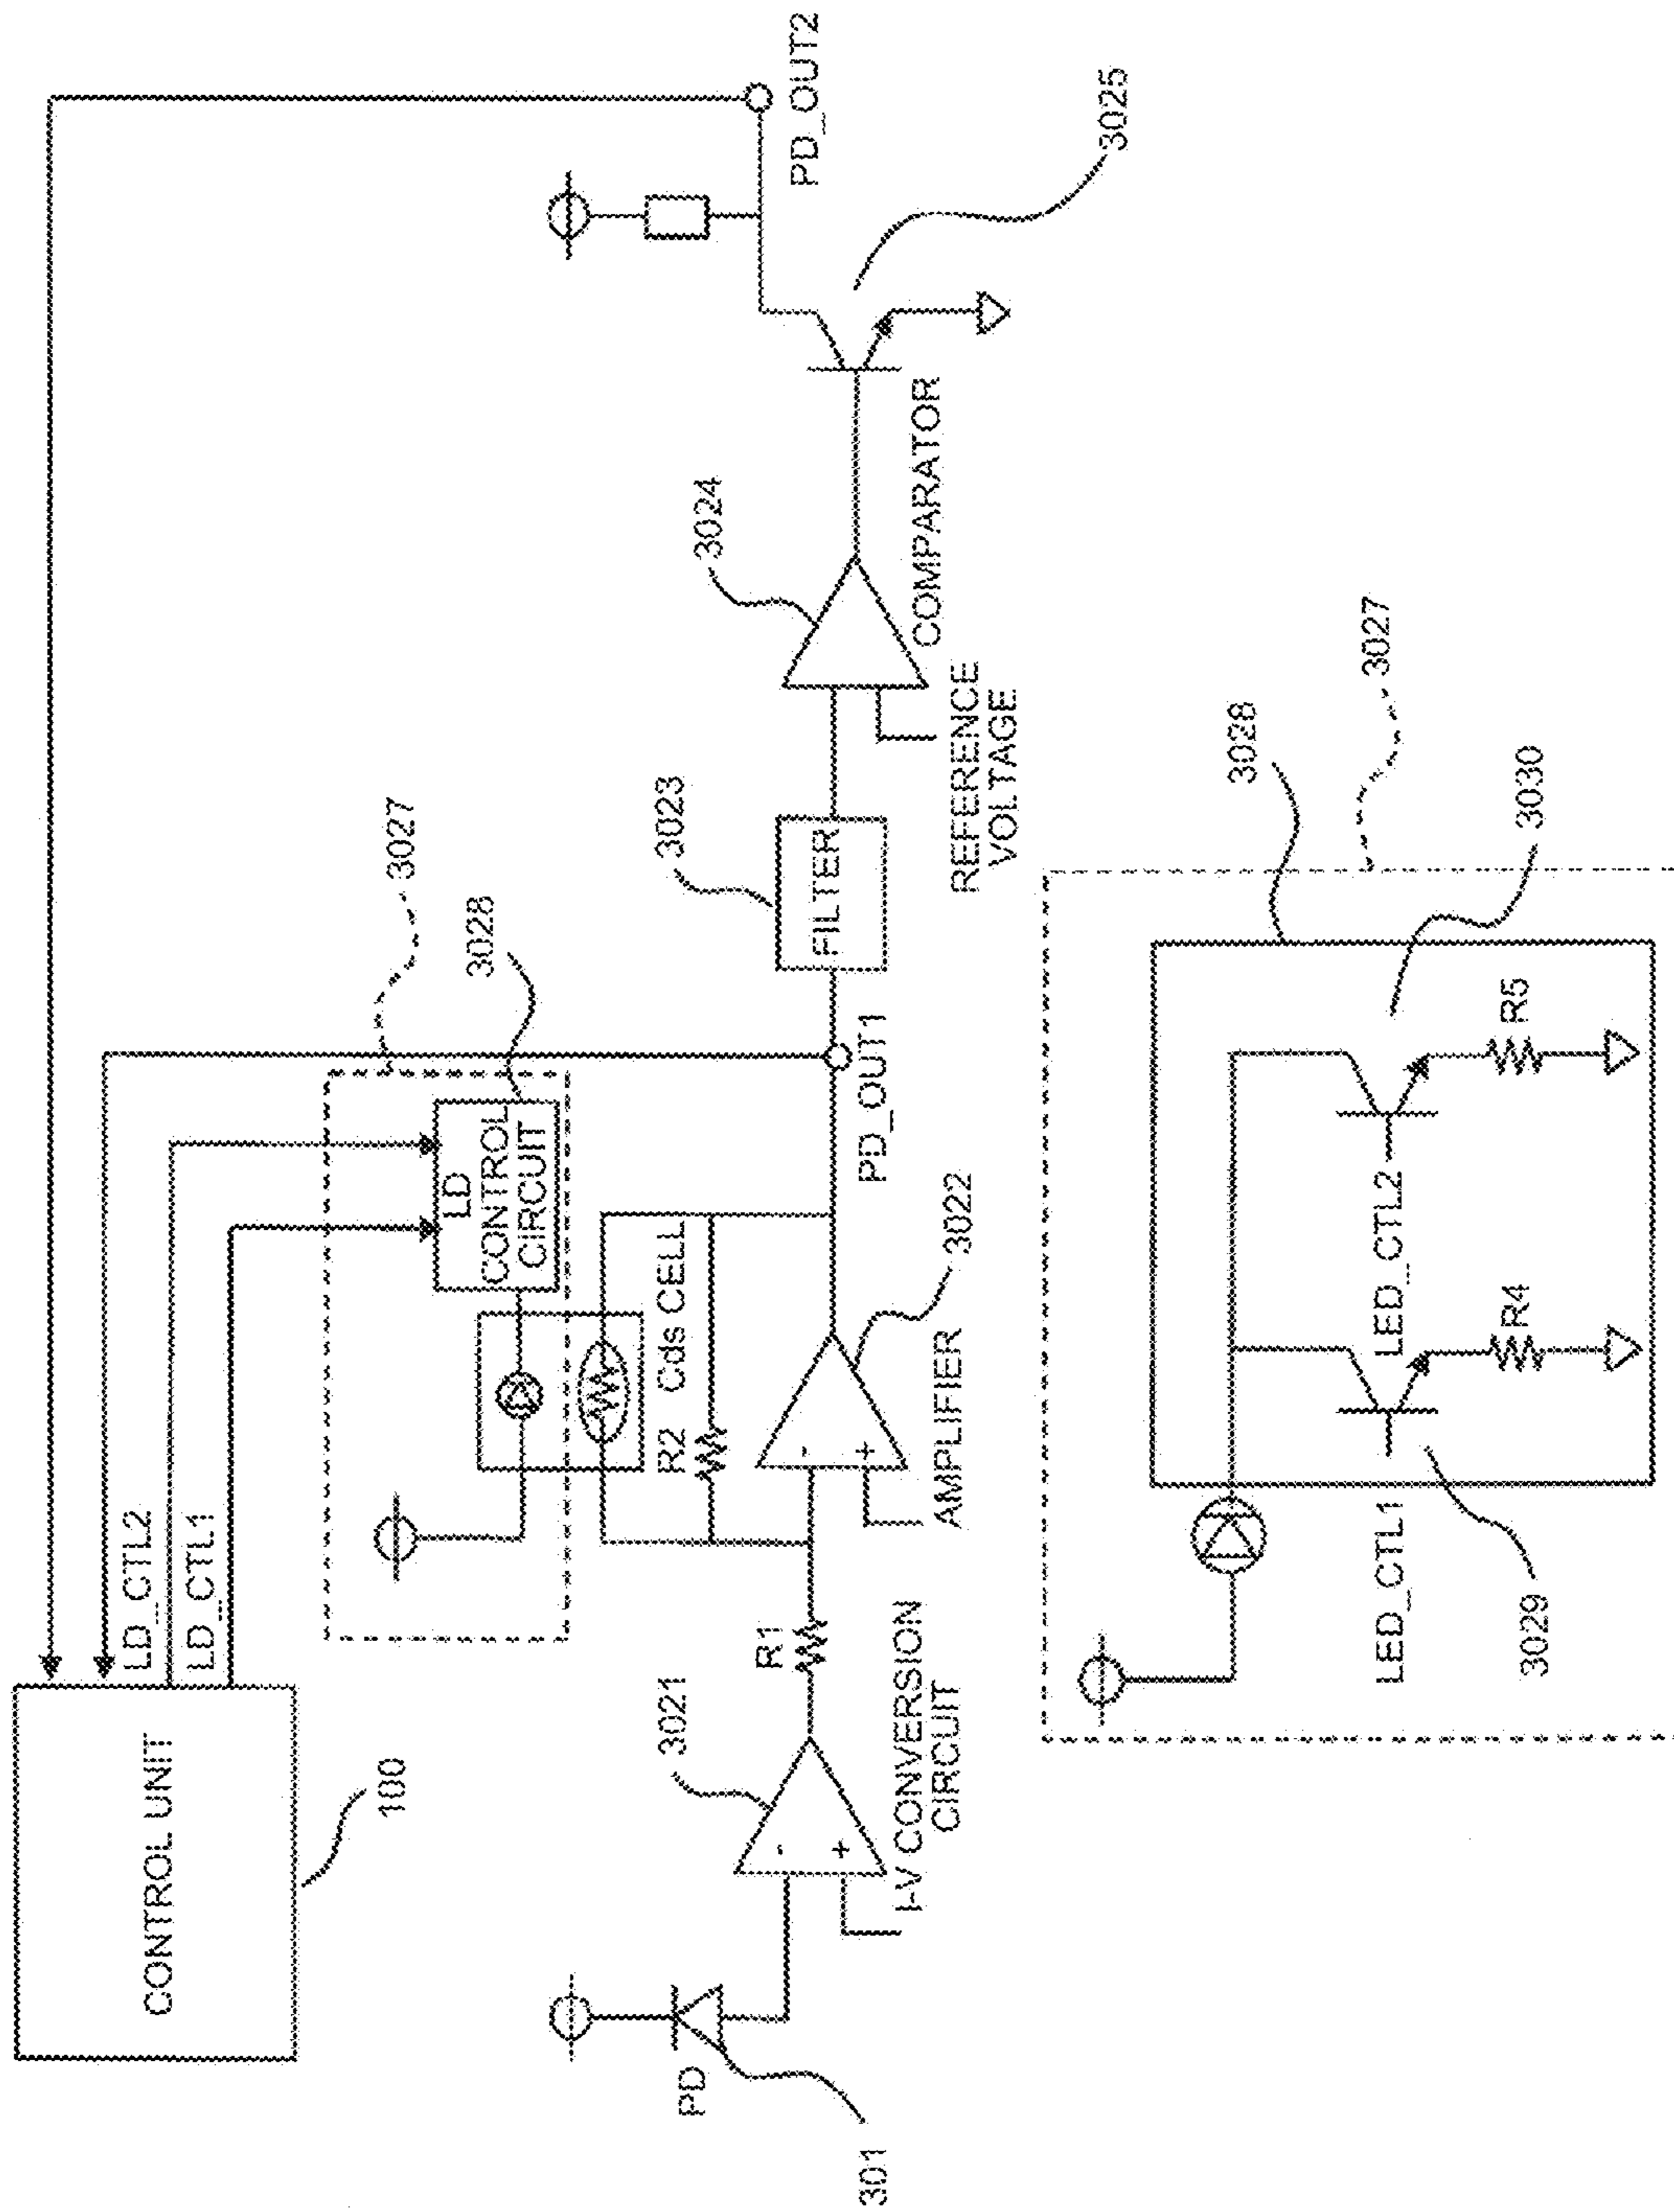 CONTROL UNIT
100
LD_CTL2
LD_CTL1
3027
3028
LD
CONTROL
CIRCUIT
PD
301
3021
I-V CONVERSION
CIRCUIT
R1
R2
Cds CELL
-
+
-
+
AMPLIFIER
3022
PD_OUT1
3023
FILTER
3024
REFERENCE
VOLTAGE
COMPARATOR
3025
PD_OUT2
3027
3028
3030
LED_CTL1
3029
LED_CTL2
R4
R5